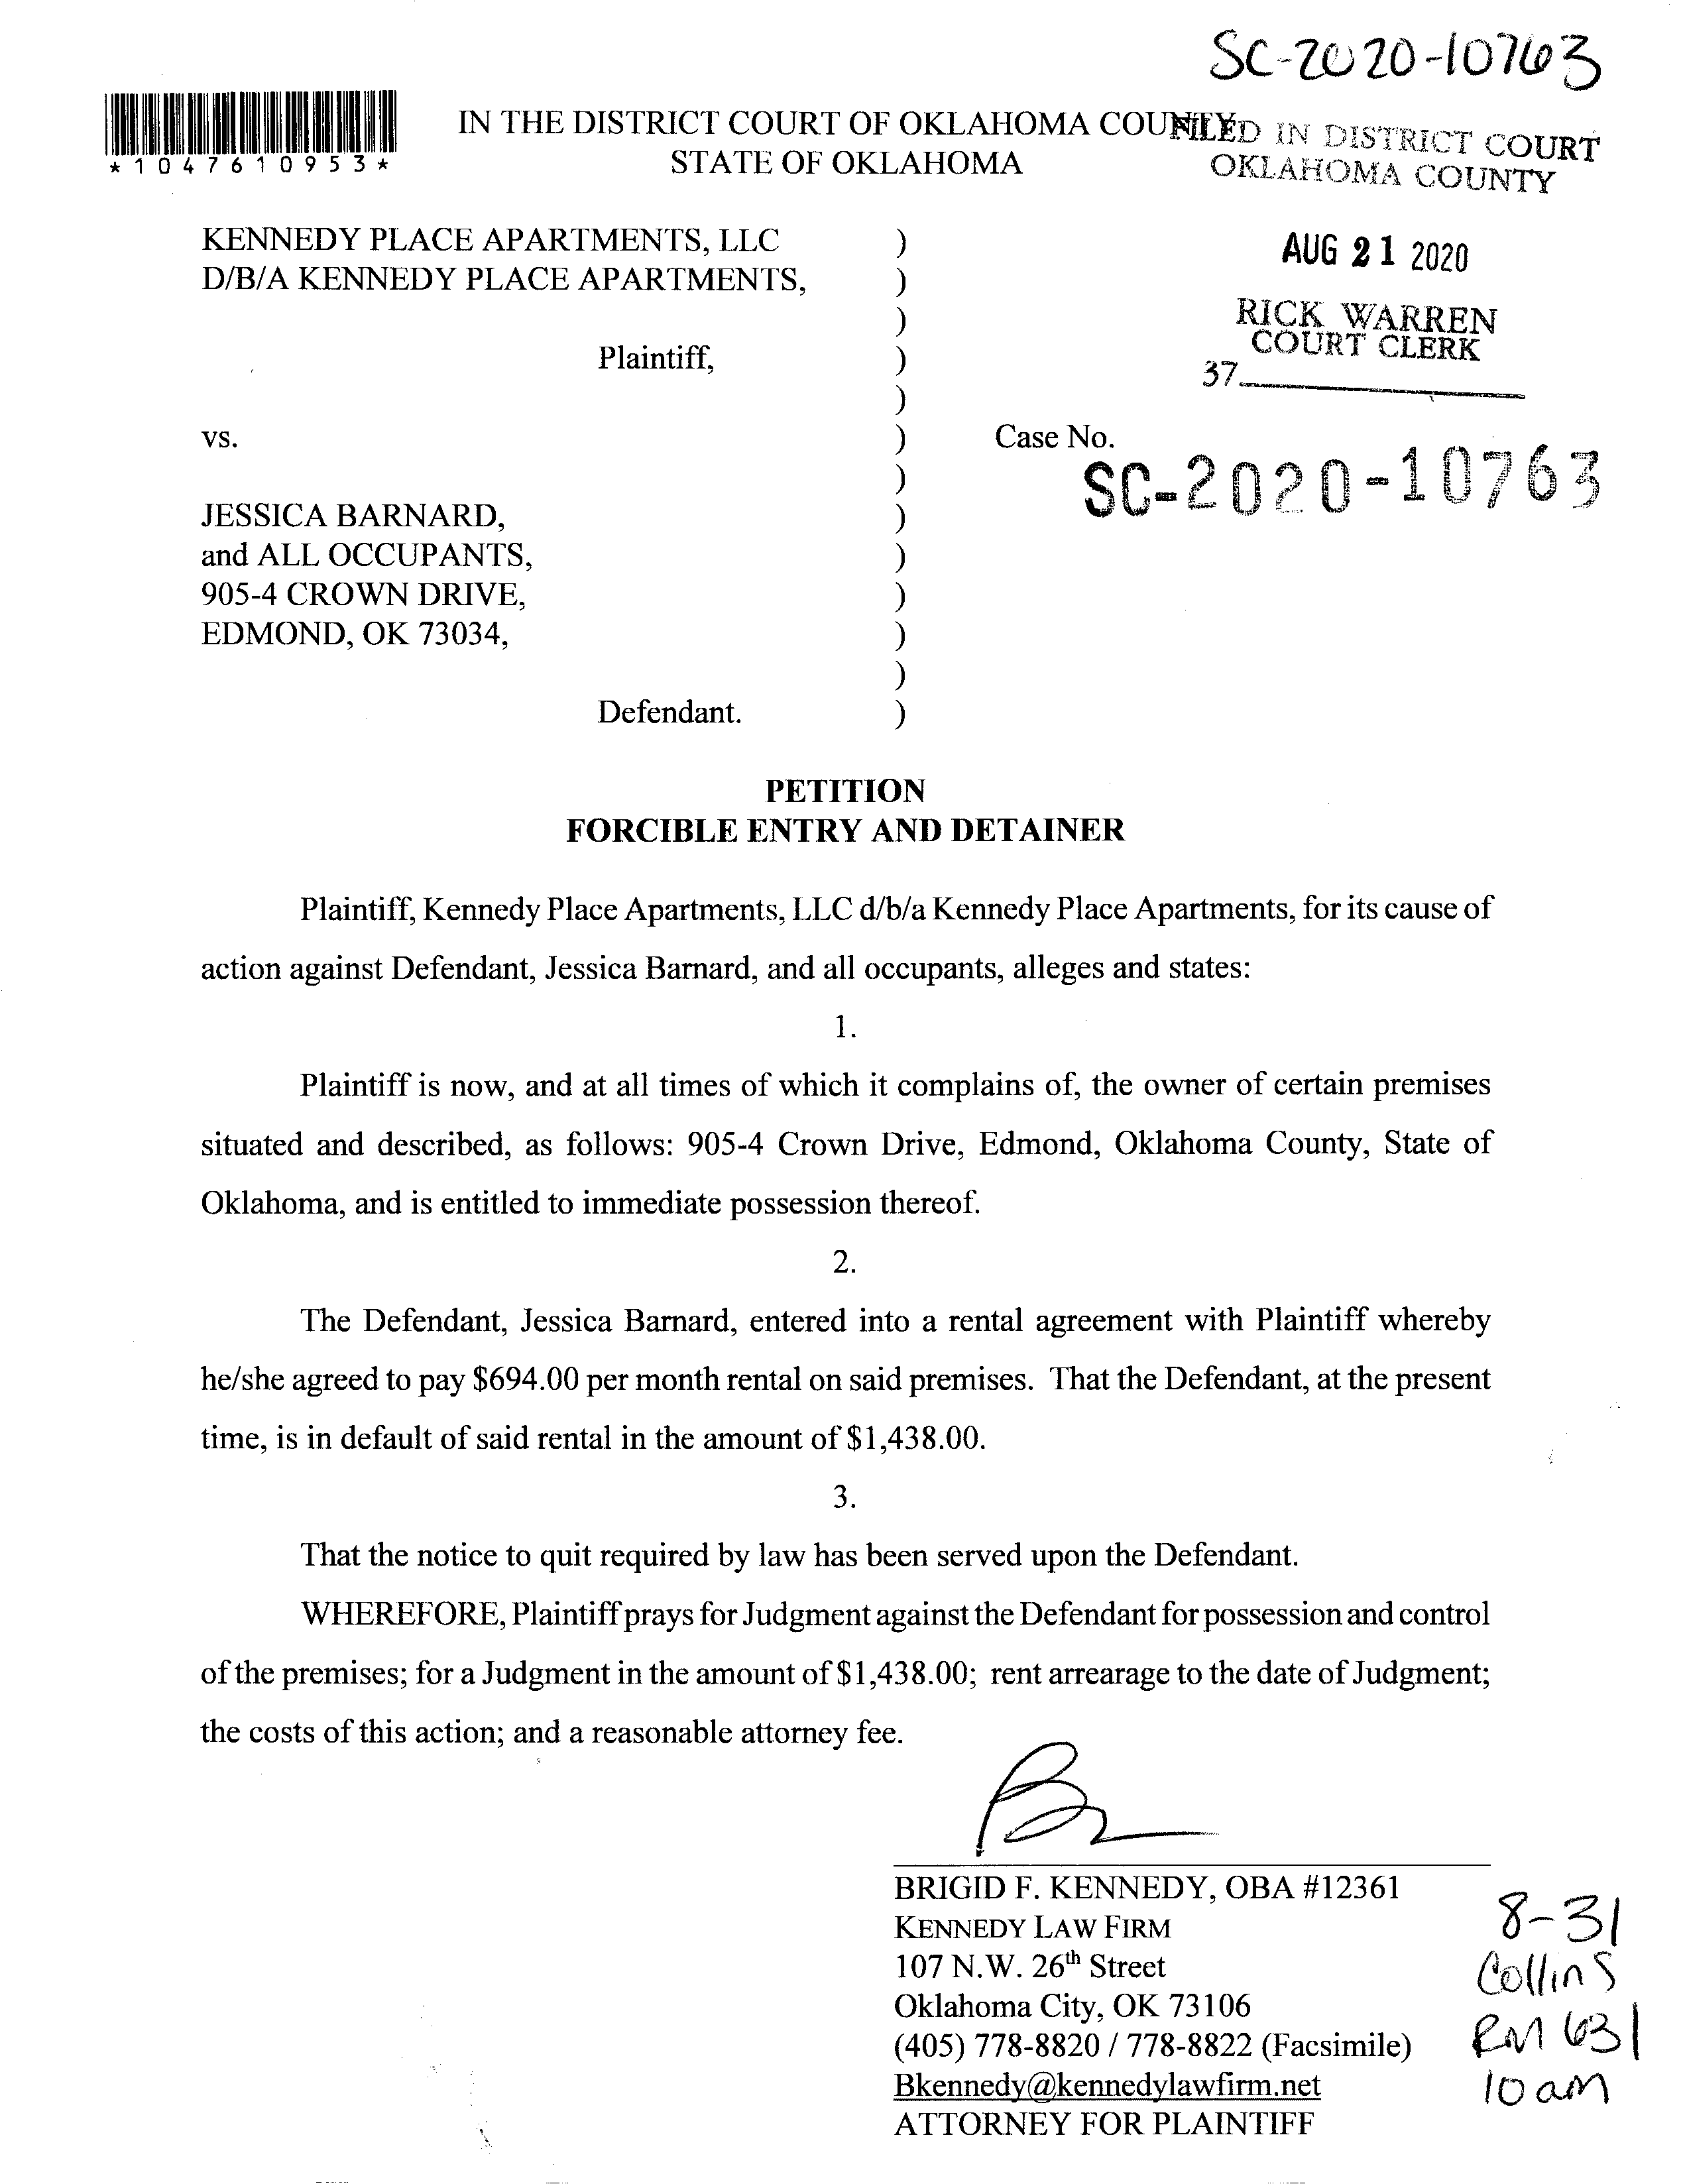 SC-2020-10763
*1047610953*
IN THE DISTRICT COURT OF OKLAHOMA COUNTY
STATE OF OKLAHOMA
FILED IN DISTRICT COURT
OKLAHOMA COUNTY
KENNEDY PLACE APARTMENTS, LLC )
D/B/A KENNEDY PLACE APARTMENTS, )
)
Plaintiff, )
)
vs. )
)
JESSICA BARNARD, )
and ALL OCCUPANTS, )
905-4 CROWN DRIVE, )
EDMOND, OK 73034, )
)
Defendant. )
AUG 21 2020
RICK WARREN
COURT CLERK
37
Case No.
SC-2020-10763
PETITION
FORCIBLE ENTRY AND DETAINER
Plaintiff, Kennedy Place Apartments, LLC d/b/a Kennedy Place Apartments, for its cause of
action against Defendant, Jessica Barnard, and all occupants, alleges and states:
1.
Plaintiff is now, and at all times of which it complains of, the owner of certain premises
situated and described, as follows: 905-4 Crown Drive, Edmond, Oklahoma County, State of
Oklahoma, and is entitled to immediate possession thereof.
2.
The Defendant, Jessica Barnard, entered into a rental agreement with Plaintiff whereby
he/she agreed to pay $694.00 per month rental on said premises. That the Defendant, at the present
time, is in default of said rental in the amount of $1,438.00.
3.
That the notice to quit required by law has been served upon the Defendant.
WHEREFORE, Plaintiff prays for Judgment against the Defendant for possession and control
of the premises; for a Judgment in the amount of $1,438.00; rent arrearage to the date of Judgment;
the costs of this action; and a reasonable attorney fee.
BRIGID F. KENNEDY, OBA #12361
KENNEDY LAW FIRM
107 N.W. 26th Street
Oklahoma City, OK 73106
(405) 778-8820 / 778-8822 (Facsimile)
Bkennedy@kennedylawfirm.net
ATTORNEY FOR PLAINTIFF
8-31
Collins
RM 631
10 am